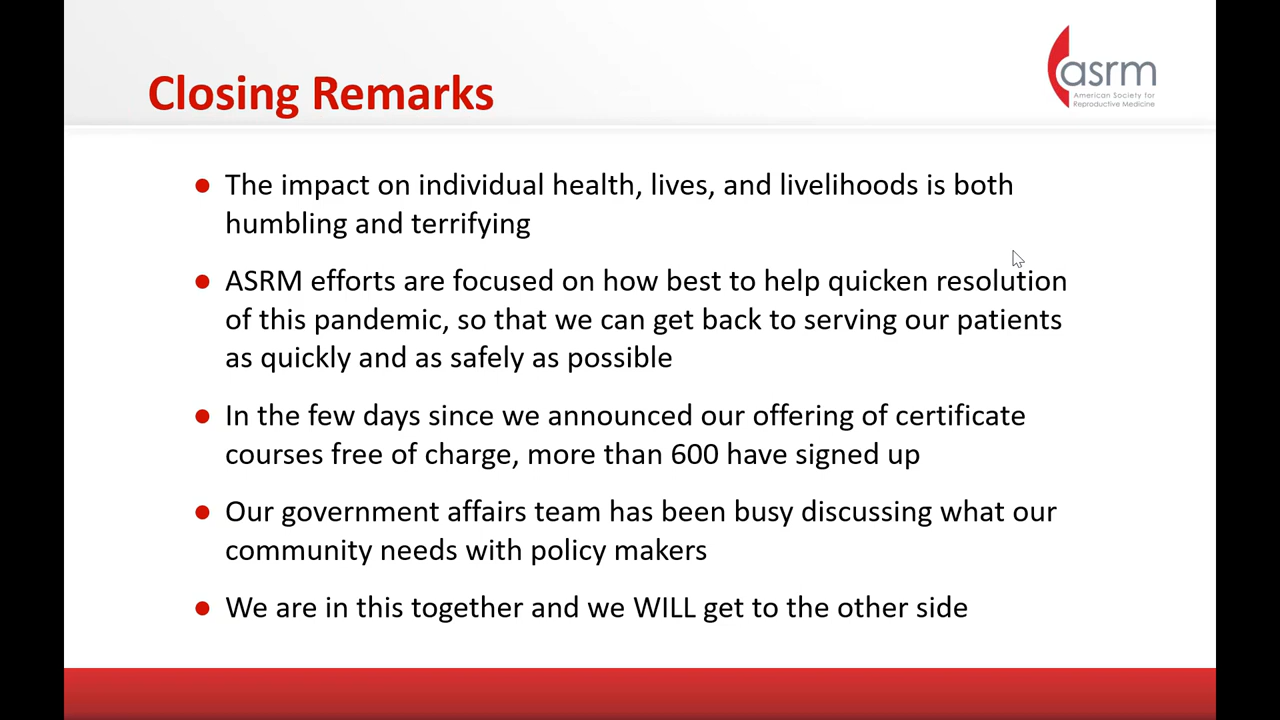 Closing Remarks
asrm
American Society for
Reproductive Medicine
● The impact on individual health, lives, and livelihoods is both
humbling and terrifying
● ASRM efforts are focused on how best to help quicken resolution
of this pandemic, so that we can get back to serving our patients
as quickly and as safely as possible
● In the few days since we announced our offering of certificate
courses free of charge, more than 600 have signed up
● Our government affairs team has been busy discussing what our
community needs with policy makers
● We are in this together and we WILL get to the other side